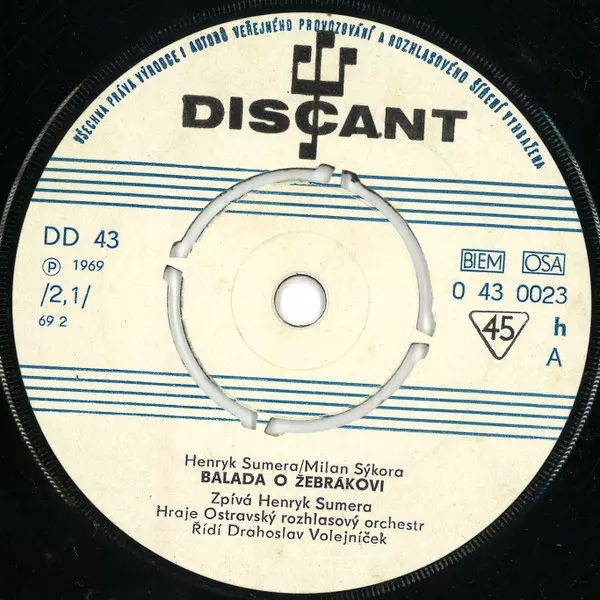 VŠECHNA PRÁVA VÝROBCE I AUTORŮ VEŘEJNÉHO PROVOZOVÁNÍ A ROZHLASOVÉHO ŠÍŘENÍ VYHRAŽENA
DISCANT
DD 43
Ⓟ 1969
/2,1/
69 2
BIEM OSA
0 43 0023
45 h
A
Henryk Sumera/Milan Sýkora
BALADA O ŽEBRÁKOVI
Zpívá Henryk Sumera
Hraje Ostravský rozhlasový orchestr
Řídí Drahoslav Volejníček